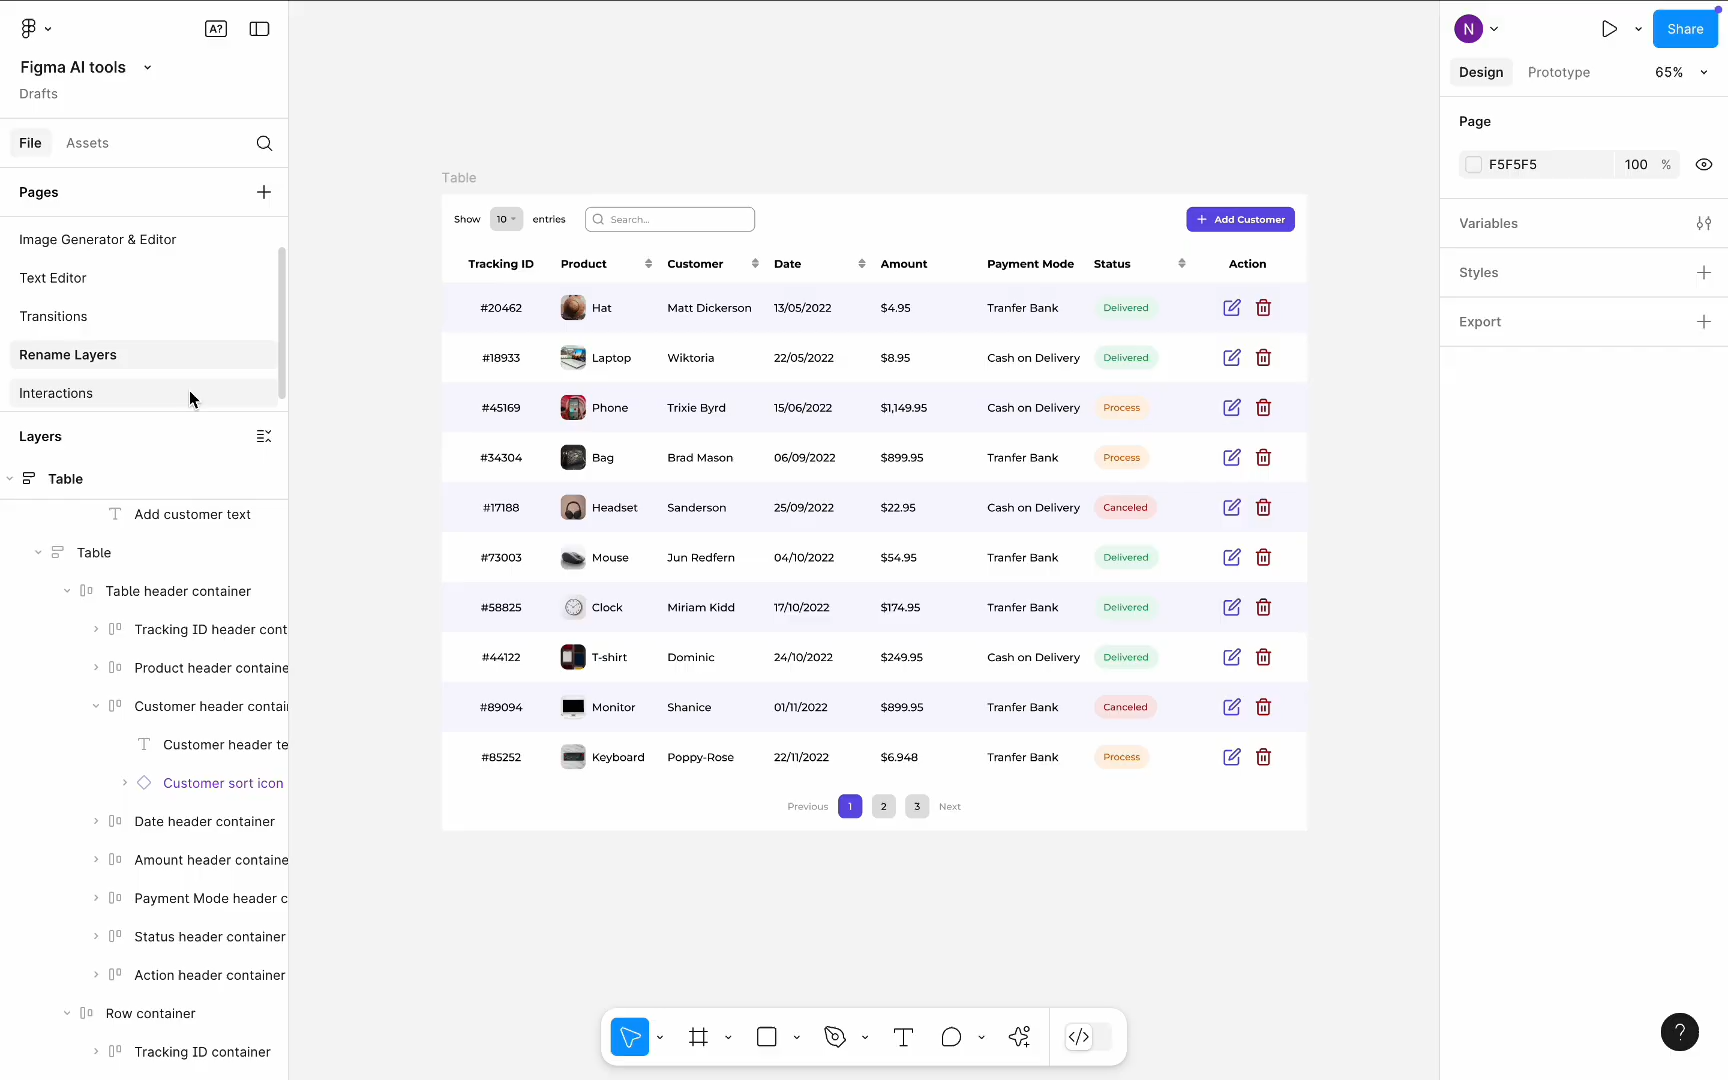 A?
Figma AI tools
Drafts
File Assets
Pages
Image Generator & Editor
Text Editor
Transitions
Rename Layers
Interactions
Layers
Table
Add customer text
Table
Table header container
Tracking ID header cont
Product header containe
Customer header contai
Customer header te
Customer sort icon
Date header container
Amount header containe
Payment Mode header c
Status header container
Action header container
Row container
Tracking ID container
Table
Show 10 entries Search... + Add Customer
Tracking ID Product Customer Date Amount Payment Mode Status Action
#20462 Hat Matt Dickerson 13/05/2022 $4.95 Tranfer Bank Delivered
#18933 Laptop Wiktoria 22/05/2022 $8.95 Cash on Delivery Delivered
#45169 Phone Trixie Byrd 15/06/2022 $1,149.95 Cash on Delivery Process
#34304 Bag Brad Mason 06/09/2022 $899.95 Tranfer Bank Process
#17188 Headset Sanderson 25/09/2022 $22.95 Cash on Delivery Canceled
#73003 Mouse Jun Redfern 04/10/2022 $54.95 Tranfer Bank Delivered
#58825 Clock Miriam Kidd 17/10/2022 $174.95 Tranfer Bank Delivered
#44122 T-shirt Dominic 24/10/2022 $249.95 Cash on Delivery Delivered
#89094 Monitor Shanice 01/11/2022 $899.95 Tranfer Bank Canceled
#85252 Keyboard Poppy-Rose 22/11/2022 $6.948 Tranfer Bank Process
Previous 1 2 3 Next
N Share
Design Prototype 65%
Page
F5F5F5 100 %
Variables
Styles
Export
?